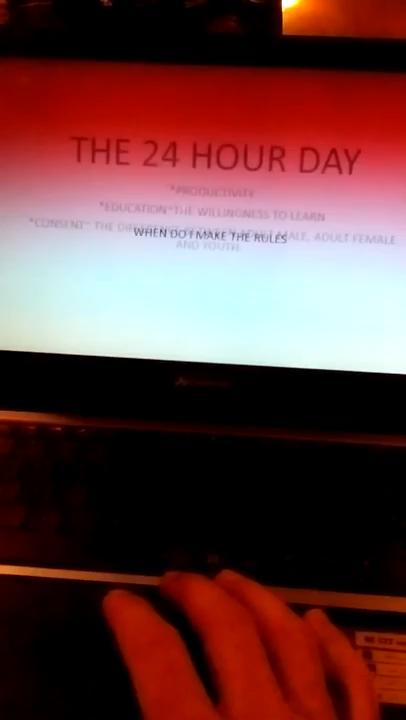 THE 24 HOUR DAY
*PRODUCTIVITY
*EDUCATION*THE WILLINGNESS TO LEARN
*CONSENT* THE MALE, ADULT FEMALE
WHEN DO I MAKE THE RULES
AND YOUTH